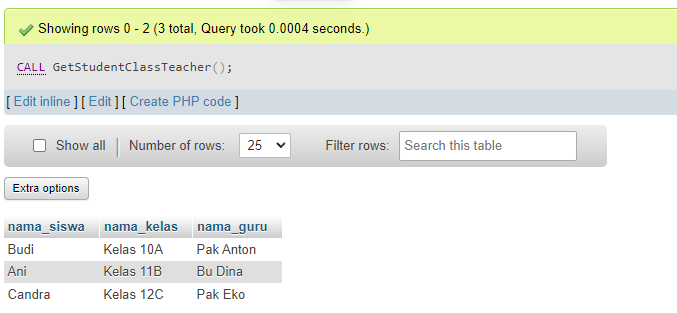 Showing rows 0 - 2 (3 total, Query took 0.0004 seconds.)
CALL GetStudentClassTeacher();
[ Edit inline ] [ Edit ] [ Create PHP code ]
Show all Number of rows: 25 Filter rows: Search this table
Extra options
nama_siswa nama_kelas nama_guru
Budi Kelas 10A Pak Anton
Ani Kelas 11B Bu Dina
Candra Kelas 12C Pak Eko